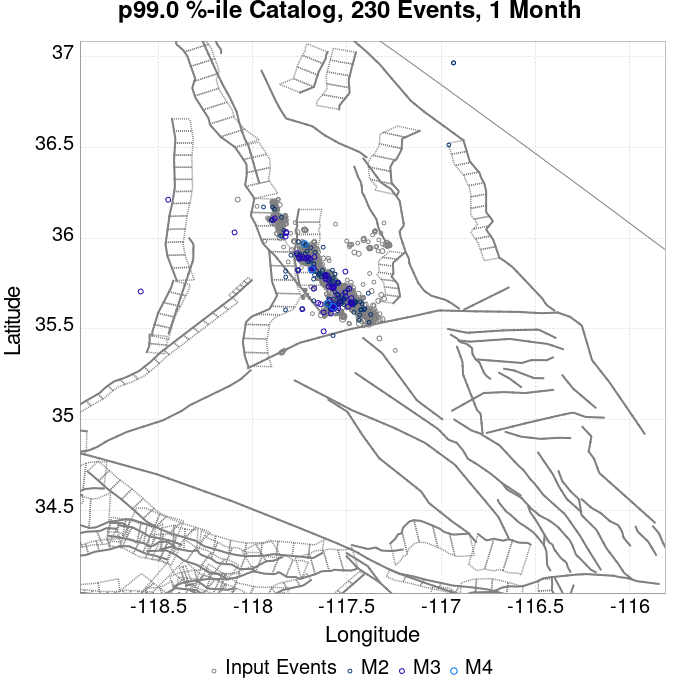 p99.0 %-ile Catalog, 230 Events, 1 Month
37
36.5
36
35.5
35
34.5
Latitude
-118.5 -118 -117.5 -117 -116.5 -116
Longitude
Input Events M2 M3 M4